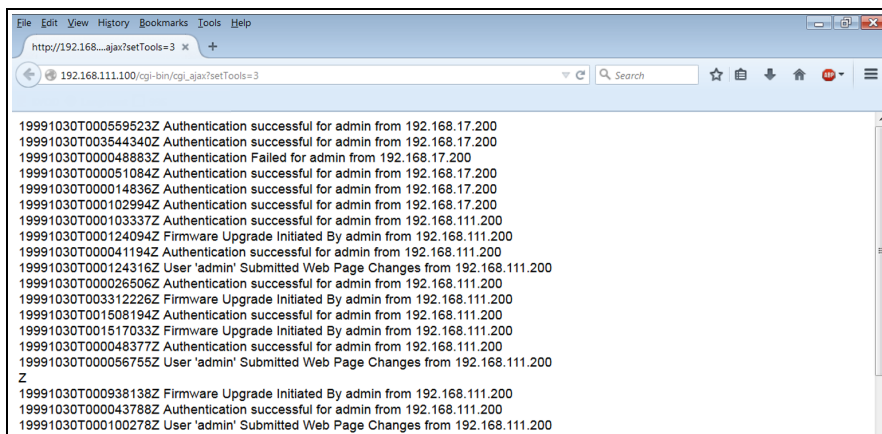 File Edit View History Bookmarks Tools Help
http://192.168....ajax?setTools=3 × +
192.168.111.100/cgi-bin/cgi_ajax?setTools=3 Search ABP
19991030T000559523Z Authentication successful for admin from 192.168.17.200
19991030T003544340Z Authentication successful for admin from 192.168.17.200
19991030T000048883Z Authentication Failed for admin from 192.168.17.200
19991030T000051084Z Authentication successful for admin from 192.168.17.200
19991030T000014836Z Authentication successful for admin from 192.168.17.200
19991030T000102994Z Authentication successful for admin from 192.168.17.200
19991030T000103337Z Authentication successful for admin from 192.168.111.200
19991030T000124094Z Firmware Upgrade Initiated By admin from 192.168.111.200
19991030T000041194Z Authentication successful for admin from 192.168.111.200
19991030T000124316Z User 'admin' Submitted Web Page Changes from 192.168.111.200
19991030T000026506Z Authentication successful for admin from 192.168.111.200
19991030T003312226Z Firmware Upgrade Initiated By admin from 192.168.111.200
19991030T001508194Z Authentication successful for admin from 192.168.111.200
19991030T001517033Z Firmware Upgrade Initiated By admin from 192.168.111.200
19991030T000048377Z Authentication successful for admin from 192.168.111.200
19991030T000056755Z User 'admin' Submitted Web Page Changes from 192.168.111.200
Z
19991030T000938138Z Firmware Upgrade Initiated By admin from 192.168.111.200
19991030T000043788Z Authentication successful for admin from 192.168.111.200
19991030T000100278Z User 'admin' Submitted Web Page Changes from 192.168.111.200